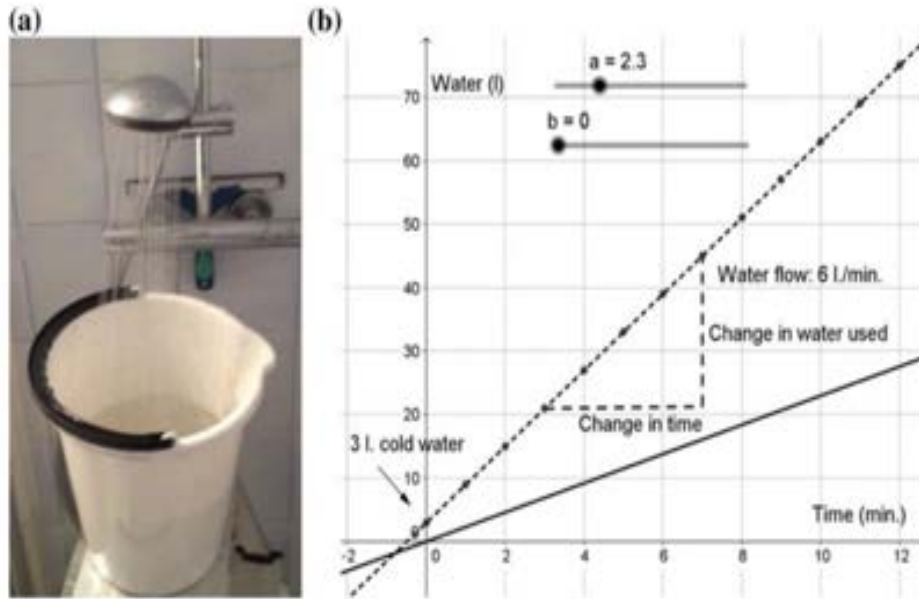 (a)
(b)
a = 2.3
Water (l)
b = 0
70
60
50
Water flow: 6 l./min.
40
Change in water used
30
20
Change in time
3 l. cold water
10
Time (min.)
0
-2
0
2
4
6
8
10
12